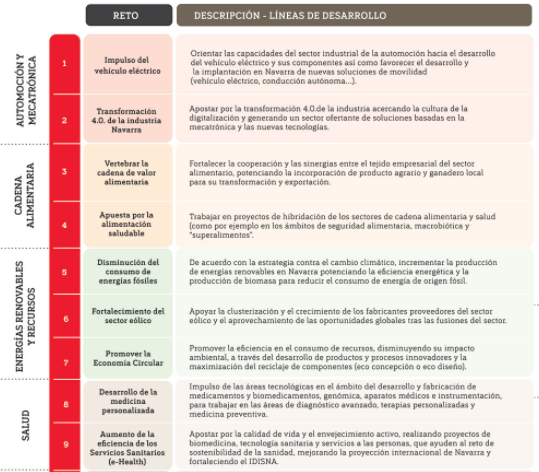 RETO
DESCRIPCIÓN - LÍNEAS DE DESARROLLO
AUTOMOCIÓN Y
MECATRÓNICA
1
Impulso del
vehículo eléctrico
Orientar las capacidades del sector industrial de la automoción hacia el desarrollo
del vehículo eléctrico y sus componentes así como favorecer el desarrollo y
la implantación en Navarra de nuevas soluciones de movilidad
(vehículo eléctrico, conducción autónoma...).
2
Transformación
4.0. de la industria
Navarra
Apostar por la transformación 4.0.de la industria acercando la cultura de la
digitalización y generando un sector ofertante de soluciones basadas en la
mecatrónica y las nuevas tecnologías.
CADENA
ALIMENTARIA
3
Vertebrar la
cadena de valor
alimentaria
Fortalecer la cooperación y las sinergias entre el tejido empresarial del sector
alimentario, potenciando la incorporación de producto agrario y ganadero local
para su transformación y exportación.
4
Apuesta por la
alimentación
saludable
Trabajar en proyectos de hibridación de los sectores de cadena alimentaria y salud
(como por ejemplo en los ámbitos de seguridad alimentaria, macrobiótica y
"superalimentos".
ENERGÍAS RENOVABLES
Y RECURSOS
5
Disminución del
consumo de
energías fósiles
De acuerdo con la estrategia contra el cambio climático, incrementar la producción
de energías renovables en Navarra potenciando la eficiencia energética y la
producción de biomasa para reducir el consumo de energía de origen fósil.
6
Fortalecimiento del
sector eólico
Apoyar la clusterización y el crecimiento de los fabricantes proveedores del sector
eólico y el aprovechamiento de las oportunidades globales tras las fusiones del sector.
7
Promover la
Economía Circular
Promover la eficiencia en el consumo de recursos, disminuyendo su impacto
ambiental, a través del desarrollo de productos y procesos innovadores y la
maximización del reciclaje de componentes (eco concepción o eco diseño).
SALUD
8
Desarrollo de la
medicina
personalizada
Impulso de las áreas tecnológicas en el ámbito del desarrollo y fabricación de
medicamentos y biomedicamentos, genómica, aparatos médicos e instrumentación,
para trabajar en las áreas de diagnóstico avanzado, terapias personalizadas y
medicina preventiva.
9
Aumento de la
eficiencia de los
Servicios Sanitarios
(e-Health)
Apostar por la calidad de vida y el envejecimiento activo, realizando proyectos de
biomedicina, tecnología sanitaria y servicios a las personas, que ayuden al reto de
sostenibilidad de la sanidad, mejorando la proyección internacional de Navarra y
fortaleciendo el IDISNA.